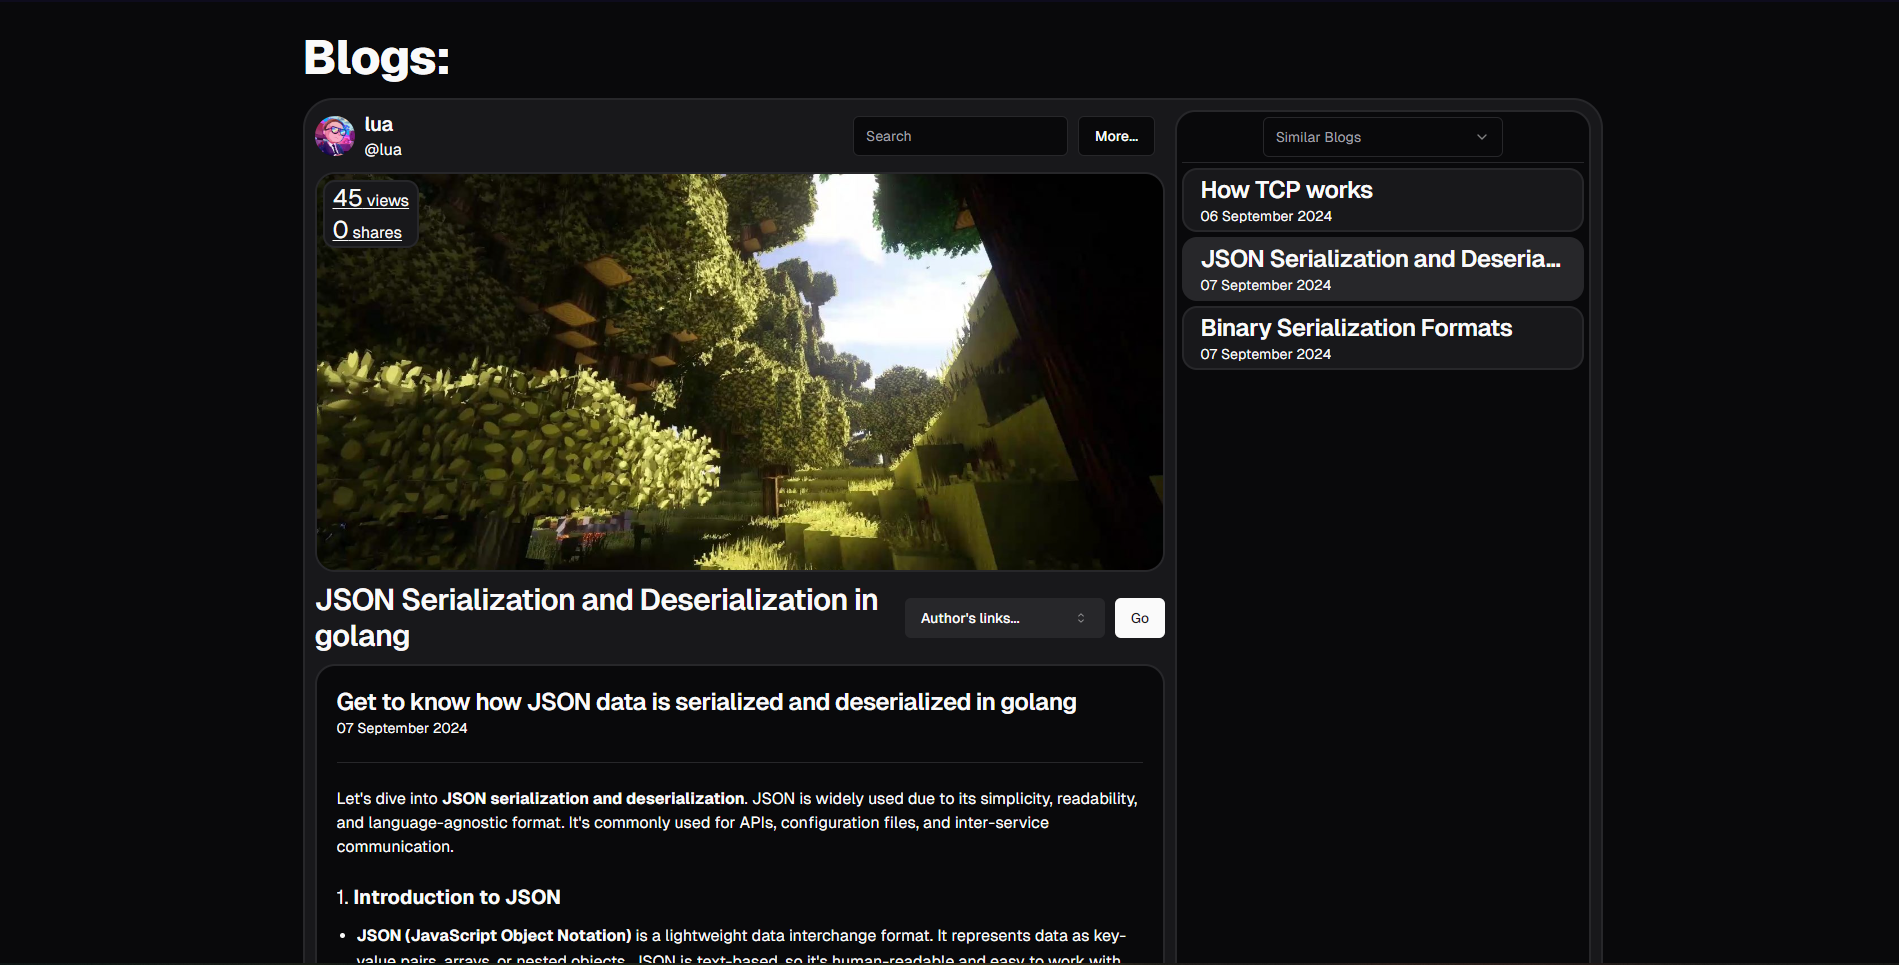 Blogs:
lua
@lua
Search
More...
45 views
0 shares
JSON Serialization and Deserialization in
golang
Author's links...
Go
Get to know how JSON data is serialized and deserialized in golang
07 September 2024
Let's dive into JSON serialization and deserialization. JSON is widely used due to its simplicity, readability,
and language-agnostic format. It's commonly used for APIs, configuration files, and inter-service
communication.
1. Introduction to JSON
• JSON (JavaScript Object Notation) is a lightweight data interchange format. It represents data as key-
value pairs, arrays, or nested objects. JSON is text-based, so it's human-readable and easy to work with
Similar Blogs
How TCP works
06 September 2024
JSON Serialization and Deseria...
07 September 2024
Binary Serialization Formats
07 September 2024